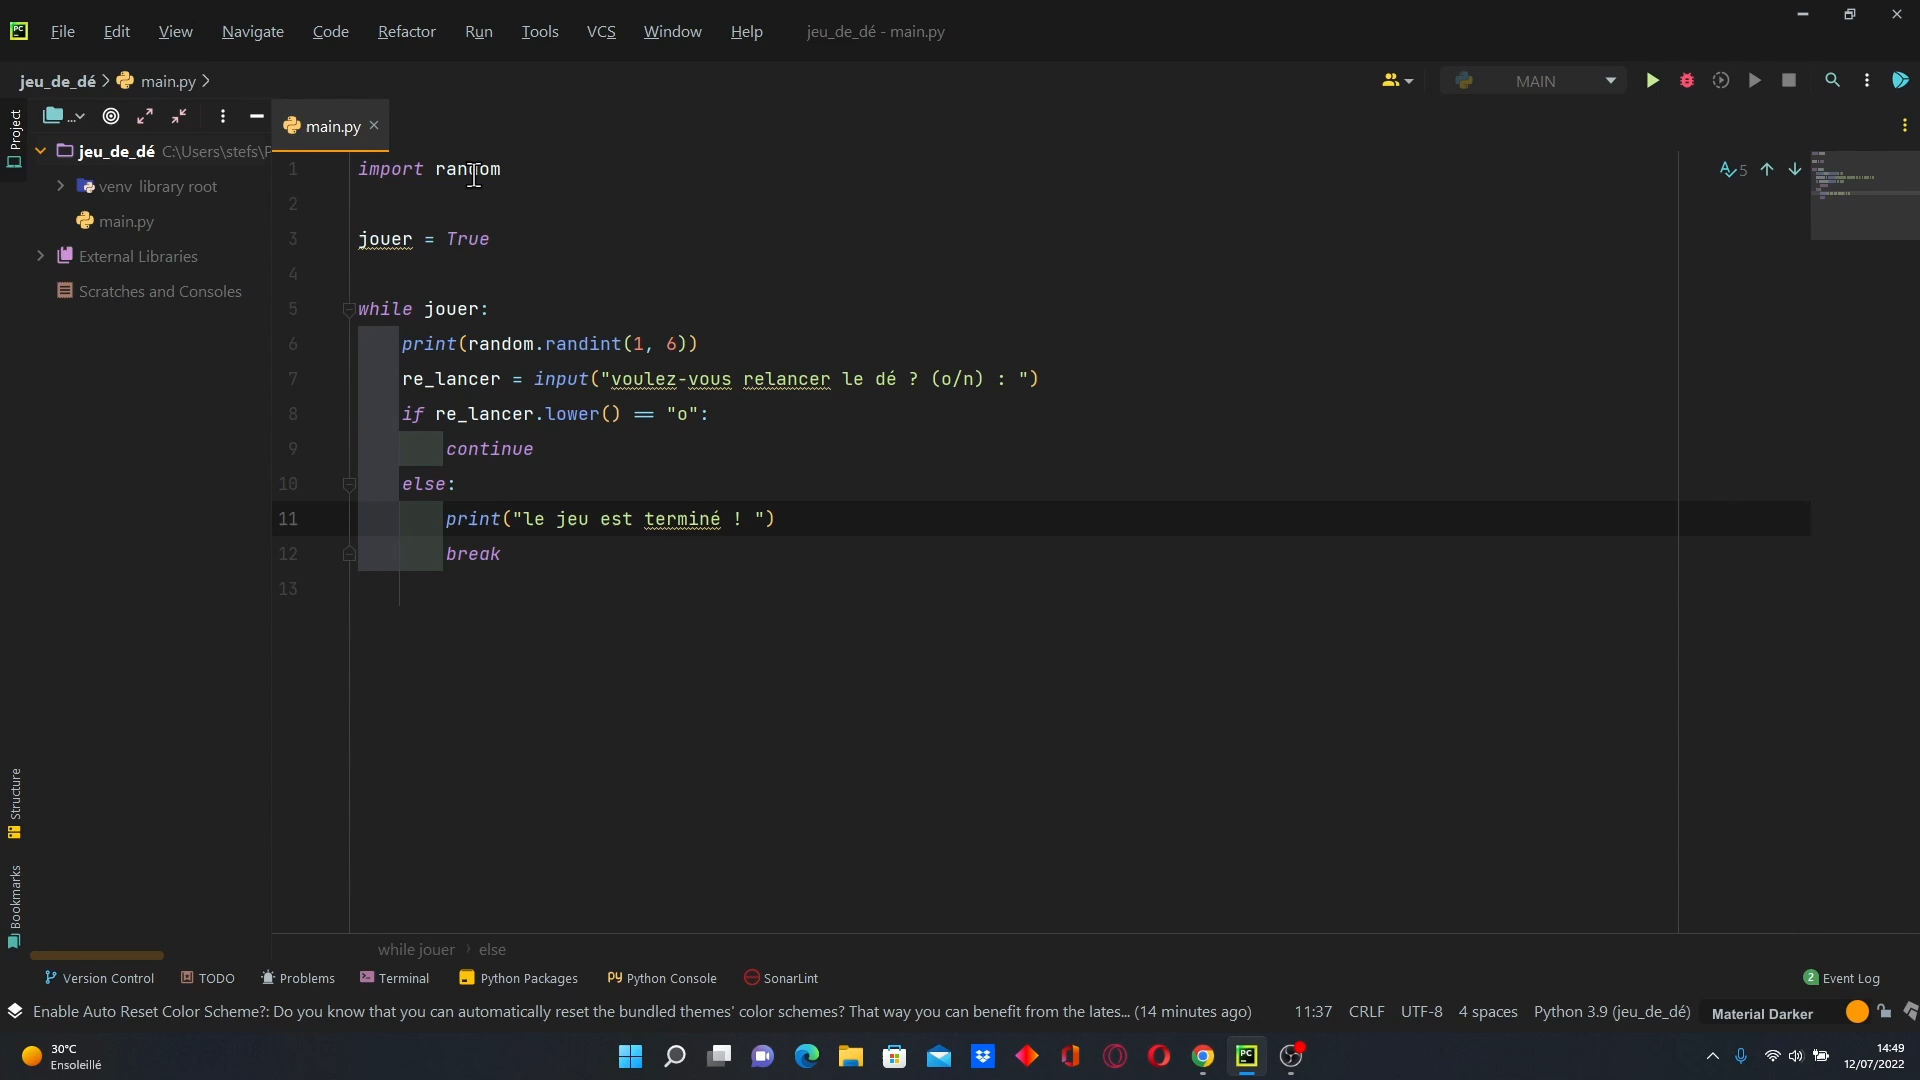 PC File Edit View Navigate Code Refactor Run Tools VCS Window Help jeu_de_dé - main.py
jeu_de_dé main.py MAIN
Project ... main.py
jeu_de_dé C:\Users\stefs\P
venv library root
main.py
External Libraries
Scratches and Consoles
1 import random
2
3 jouer = True
4
5 while jouer:
6 print(random.randint(1, 6))
7 re_lancer = input("voulez-vous relancer le dé ? (o/n) : ")
8 if re_lancer.lower() == "o":
9 continue
10 else:
11 print("le jeu est terminé ! ")
12 break
13
5
Structure
Bookmarks
while jouer › else
Version Control TODO Problems Terminal Python Packages Python Console SonarLint 2 Event Log
Enable Auto Reset Color Scheme?: Do you know that you can automatically reset the bundled themes' color schemes? That way you can benefit from the lates... (14 minutes ago) 11:37 CRLF UTF-8 4 spaces Python 3.9 (jeu_de_dé) Material Darker
30°C
Ensoleillé
PC
14:49
12/07/2022